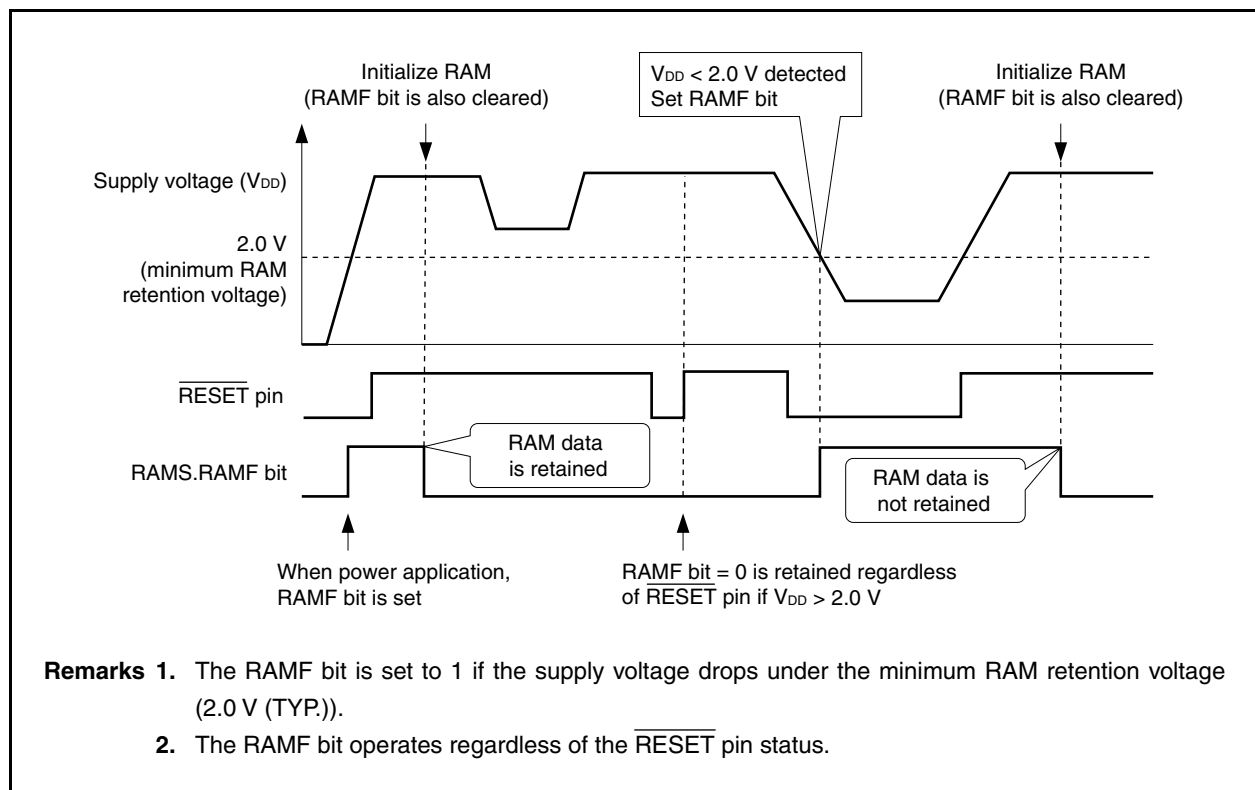 Initialize RAM
(RAMF bit is also cleared)
VDD < 2.0 V detected
Set RAMF bit
Initialize RAM
(RAMF bit is also cleared)
Supply voltage (VDD)
2.0 V
(minimum RAM
retention voltage)
RESET pin
RAMS.RAMF bit
RAM data
is retained
RAM data is
not retained
When power application,
RAMF bit is set
RAMF bit = 0 is retained regardless
of RESET pin if VDD > 2.0 V
Remarks 1. The RAMF bit is set to 1 if the supply voltage drops under the minimum RAM retention voltage
(2.0 V (TYP.)).
2. The RAMF bit operates regardless of the RESET pin status.